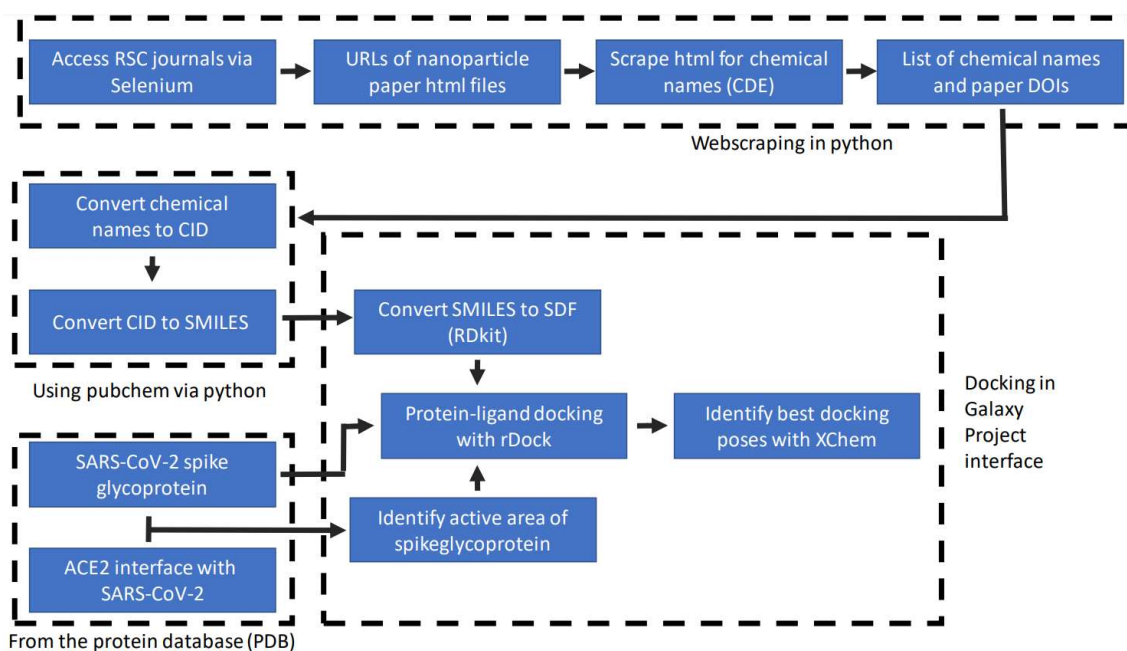 Access RSC journals via
Selenium
URLs of nanoparticle
paper html files
Scrape html for chemical
names (CDE)
List of chemical names
and paper DOIs
Webscraping in python
Convert chemical
names to CID
Convert CID to SMILES
Using pubchem via python
Convert SMILES to SDF
(RDkit)
Protein-ligand docking
with rDock
Identify best docking
poses with XChem
Docking in
Galaxy
Project
interface
SARS-CoV-2 spike
glycoprotein
Identify active area of
spikeglycoprotein
ACE2 interface with
SARS-CoV-2
From the protein database (PDB)